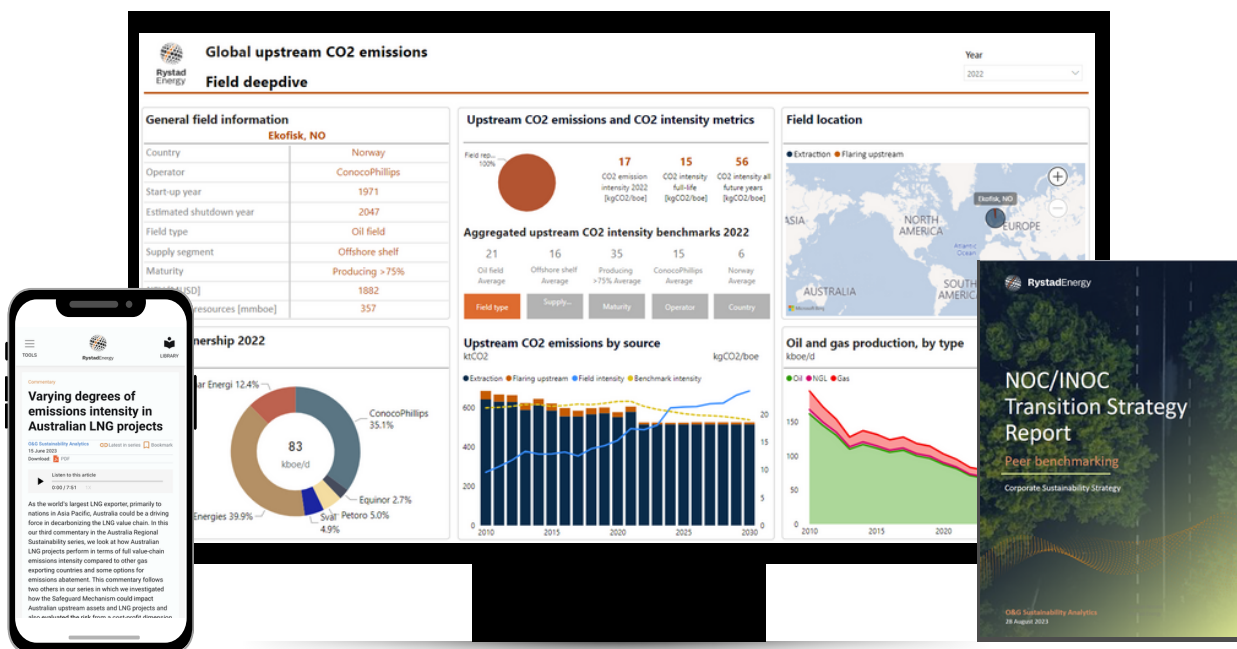 Rystad
Energy
Global upstream CO2 emissions
Field deepdive
Year
2022
General field information
Ekofisk, NO
Country Norway
Operator ConocoPhillips
Start-up year 1971
Estimated shutdown year 2047
Field type Oil field
Supply segment Offshore shelf
Maturity Producing >75%
USD] 1882
resources [mmboe] 357
nership 2022
ar Energi 12.4%
ConocoPhillips
35.1%
83
kboe/d
Equinor 2.7%
Petoro 5.0%
4.9%
Energies 39.9%
Upstream CO2 emissions and CO2 intensity metrics
Field rep...
100%
17
CO2 emission
intensity 2022
[kgCO2/boe]
15
CO2 intensity
full-life
[kgCO2/boe]
56
CO2 intensity all
future years
[kgCO2/boe]
Aggregated upstream CO2 intensity benchmarks 2022
21 16 35 15 6
Oil field
Average
Offshore shelf
Average
Producing
>75% Average
ConocoPhillips
Average
Norway
Average
Field type
Supply...
Maturity
Operator
Country
Upstream CO2 emissions by source
ktCO2 kgCO2/boe
Extraction Flaring upstream Field intensity Benchmark intensity
600
400
200
0
20
15
10
5
0
2010 2015 2020 2025 2030
Field location
Extraction Flaring upstream
+
−
Ekofisk, NO
ASIA
NORTH
AMERICA
EUROPE
Atlantic
Ocean
AUSTRALIA
SOUTH
AMERIC
Microsoft Bing
Oil and gas production, by type
kboe/d
Oil NGL Gas
150
100
50
0
2010 2015 2020
TOOLS
RystadEnergy
LIBRARY
Commentary
Varying degrees of
emissions intensity in
Australian LNG projects
O&G Sustainability Analytics Latest in series Bookmark
15 June 2023
Download: PDF
Listen to this article
0:00 / 7:51
As the world's largest LNG exporter, primarily to
nations in Asia Pacific, Australia could be a driving
force in decarbonizing the LNG value chain. In this
our third commentary in the Australia Regional
Sustainability series, we look at how Australian
LNG projects perform in terms of full value-chain
emissions intensity compared to other gas
exporting countries and some options for
emissions abatement. This commentary follows
two others in our series in which we investigated
how the Safeguard Mechanism could impact
Australian upstream assets and LNG projects and
also evaluated the risk from a cost-profit dimension
RystadEnergy
NOC/INOC
Transition Strategy
Report
Peer benchmarking
Corporate Sustainability Strategy
O&G Sustainability Analytics
28 August 2023